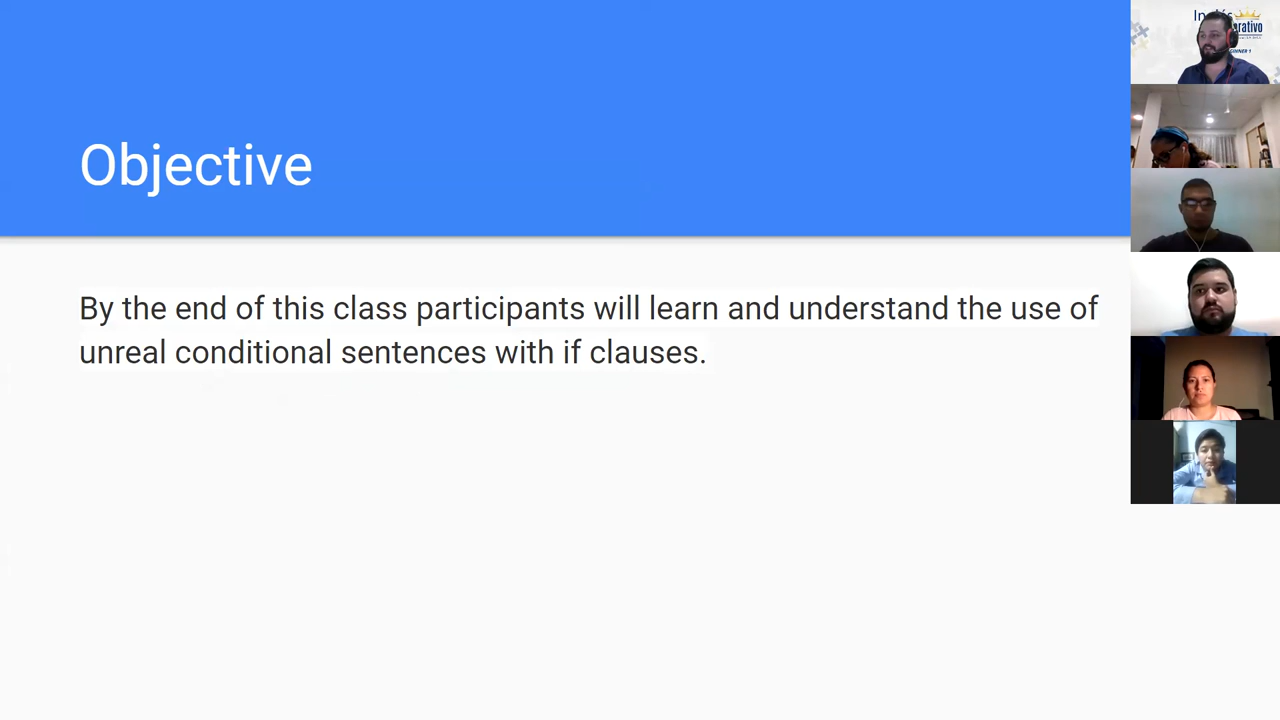 Objective
By the end of this class participants will learn and understand the use of
unreal conditional sentences with if clauses.